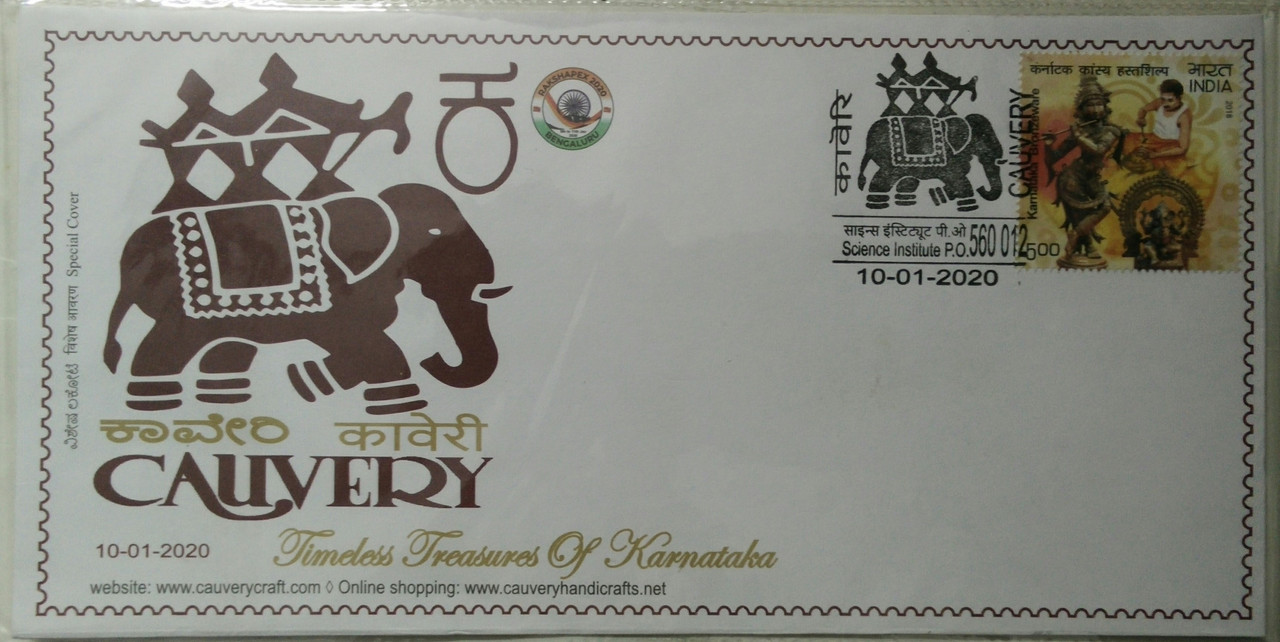 ವಿಶೇಷ ಲಕೋಟೆ विशेष आवरण Special Cover
RAKSHAPEX 2020
BENGALURU
कावेरि
CAUVERY
साइन्स इंस्टिट्यूट पी.ओ
Science Institute P.O. 560 012
10-01-2020
कर्नाटक कांस्य हस्तशिल्प भारत
INDIA
2018
Karnataka Bronzeware
500
ಕಾವೇರಿ कावेरी
CAUVERY
10-01-2020
Timeless Treasures Of Karnataka
website: www.cauverycraft.com ◊ Online shopping: www.cauveryhandicrafts.net